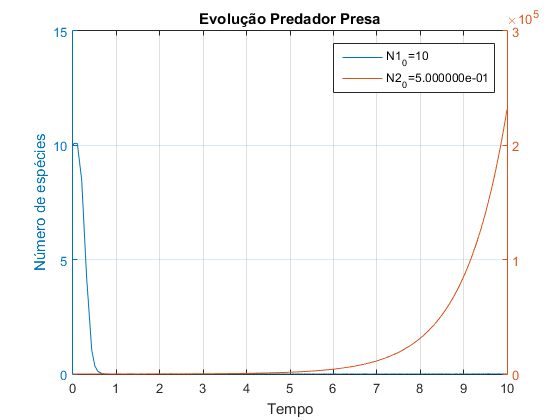 Evolução Predador Presa
×10^5
15
10
5
0
Número de espécies
3
2
1
0
N1_0=10
N2_0=5.000000e-01
0 1 2 3 4 5 6 7 8 9 10
Tempo